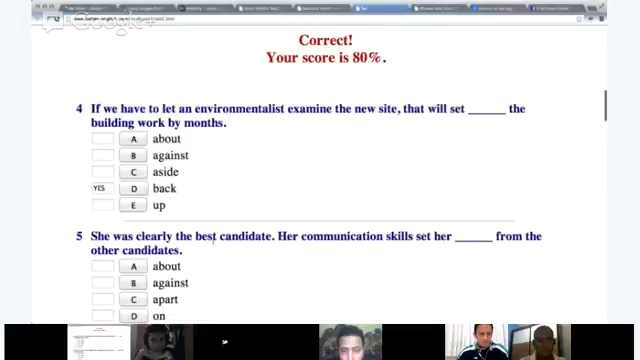 Correct!
Your score is 80%.
4 If we have to let an environmentalist examine the new site, that will set ______ the
building work by months.
A about
B against
C aside
YES D back
E up
5 She was clearly the best candidate. Her communication skills set her ______ from the
other candidates.
A about
B against
C apart
D on